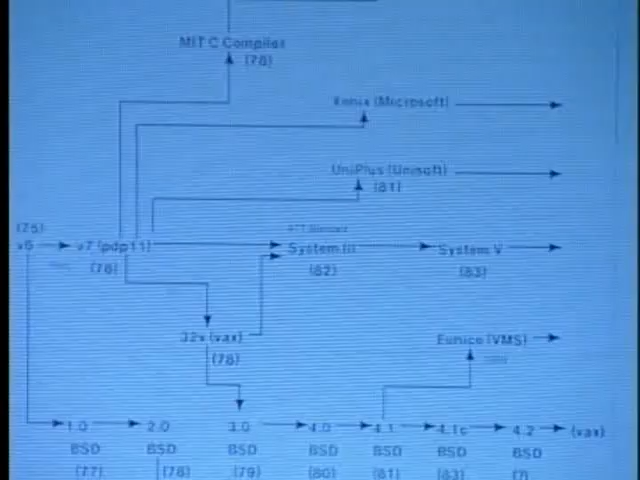 MIT C Compiler
(78)
Xenix (Microsoft)
UniPlus (Unisoft)
(81)
(75)
v6 v7 (pdp11) System III System V
(78) (82) (83)
32v (vax) Eunice (VMS)
(78)
1.0 2.0 3.0 4.0 4.1 4.1c 4.2 (vax)
BSD BSD BSD BSD BSD BSD BSD
(77) (78) (79) (80) (81) (83) (?)